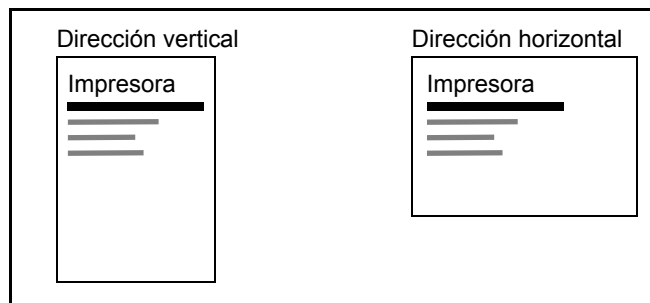 Dirección vertical
Impresora
Dirección horizontal
Impresora